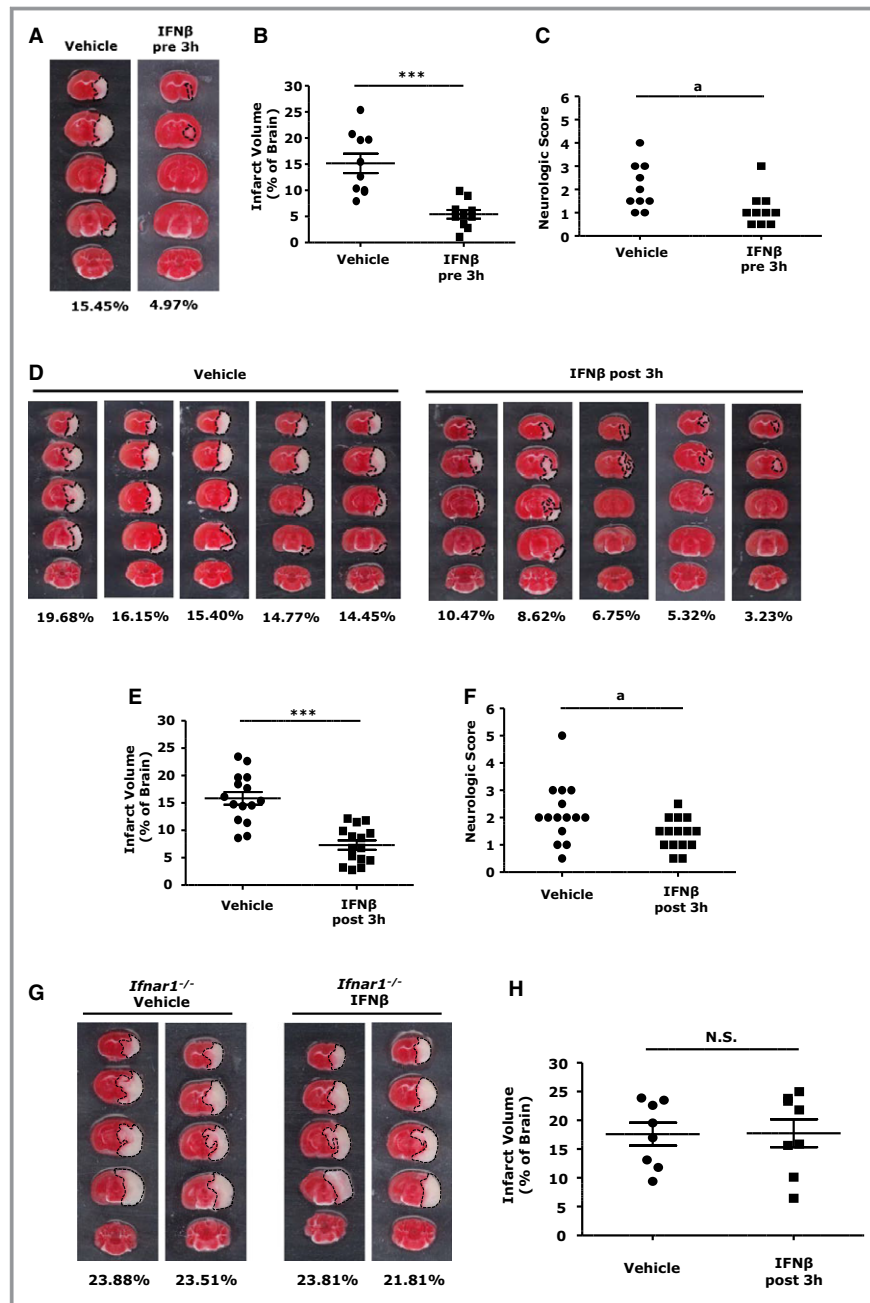 A
Vehicle
IFNβ
pre 3h
15.45%
4.97%
B
***
Infarct Volume
(% of Brain)
30
25
20
15
10
5
0
Vehicle
IFNβ
pre 3h
C
a
Neurologic Score
6
5
4
3
2
1
0
Vehicle
IFNβ
pre 3h
D
Vehicle
IFNβ post 3h
19.68% 16.15% 15.40% 14.77% 14.45%
10.47% 8.62% 6.75% 5.32% 3.23%
E
***
Infarct Volume
(% of Brain)
30
25
20
15
10
5
0
Vehicle
IFNβ
post 3h
F
a
Neurologic Score
6
5
4
3
2
1
0
Vehicle
IFNβ
post 3h
G
Ifnar1-/-
Vehicle
Ifnar1-/-
IFNβ
23.88% 23.51%
23.81% 21.81%
H
N.S.
Infarct Volume
(% of Brain)
30
25
20
15
10
5
0
Vehicle
IFNβ
post 3h